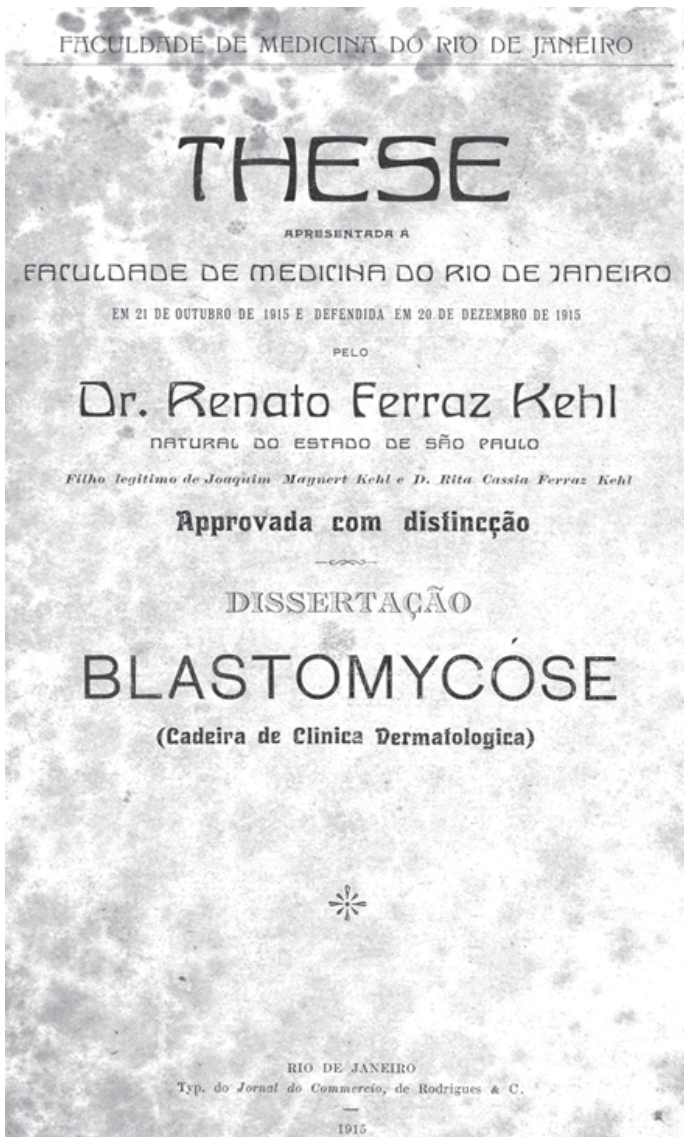 FACULDADE DE MEDICINA DO RIO DE JANEIRO
THESE
APRESENTADA Á
FACULDADE DE MEDICINA DO RIO DE JANEIRO
EM 21 DE OUTUBRO DE 1915 E DEFENDIDA EM 20 DE DEZEMBRO DE 1915
PELO
Dr. Renato Ferraz Kehl
NATURAL DO ESTADO DE SÃO PAULO
Filho legitimo de Joaquim Maynert Kehl e D. Rita Cassia Ferraz Kehl
Approvada com distincção
DISSERTAÇÃO
BLASTOMYCÓSE
(Cadeira de Clinica Dermatologica)
RIO DE JANEIRO
Typ. do Jornal do Commercio, de Rodrigues & C.
1915